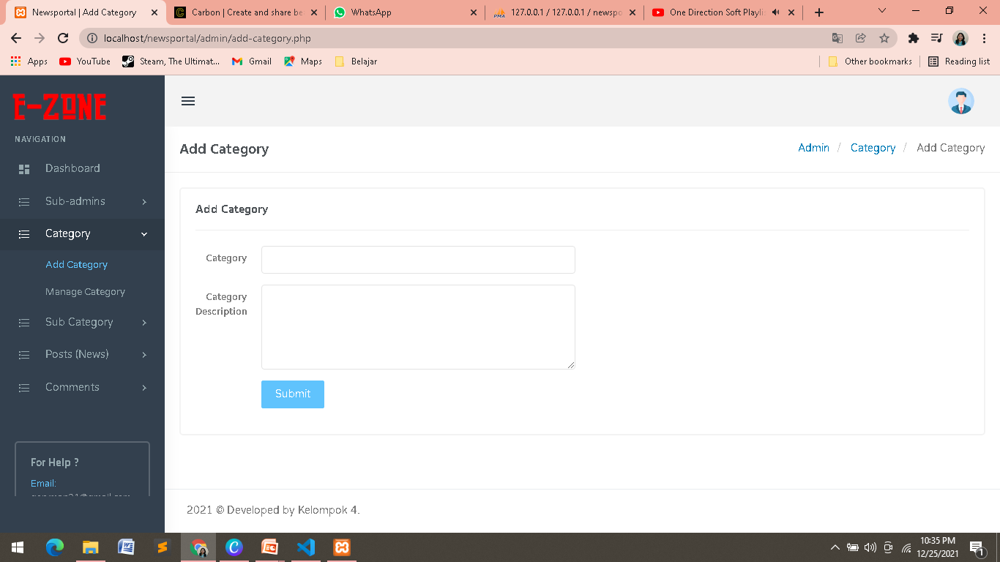 Newsportal | Add Category
Carbon | Create and share be
WhatsApp
127.0.0.1 / 127.0.0.1 / newspo
One Direction Soft Playli
localhost/newsportal/admin/add-category.php
Apps
YouTube
Steam, The Ultimat...
Gmail
Maps
Belajar
Other bookmarks
Reading list
E-ZONE
NAVIGATION
Dashboard
Sub-admins
Category
Add Category
Manage Category
Sub Category
Posts (News)
Comments
For Help ?
Email:
Add Category
Admin / Category / Add Category
Add Category
Category
Category
Description
Submit
2021 © Developed by Kelompok 4.
10:35 PM
12/25/2021
1